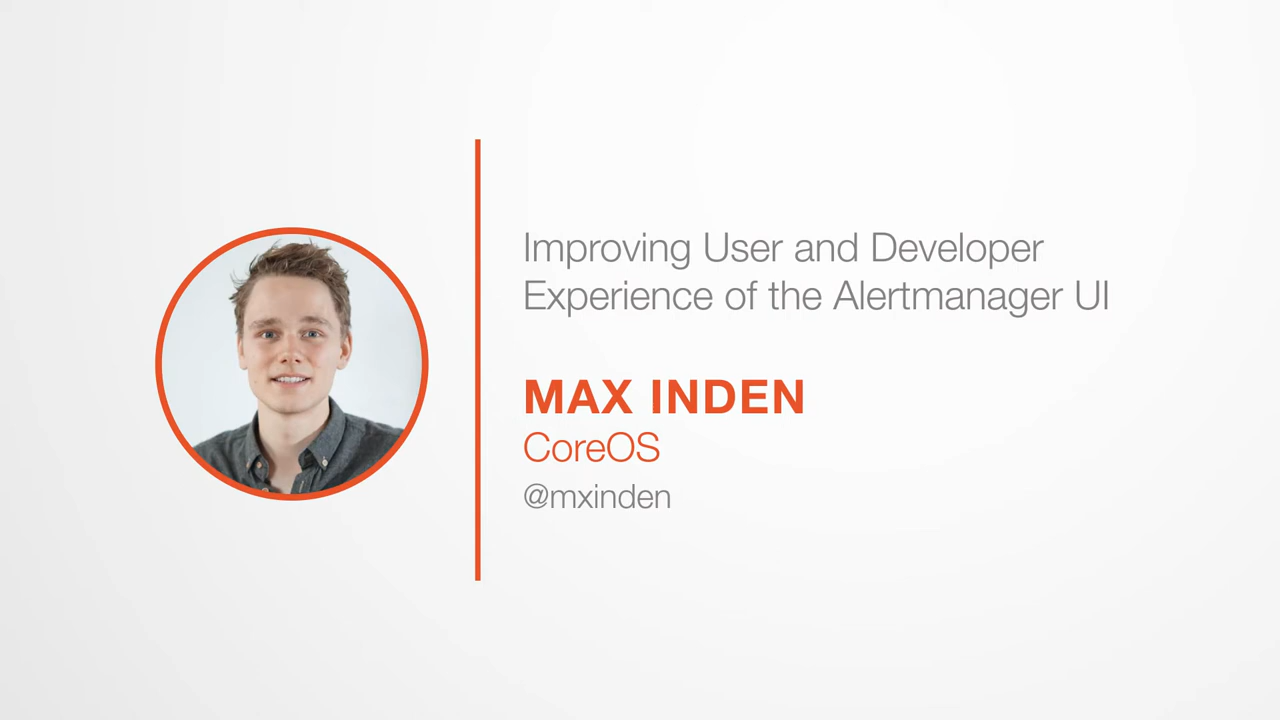 Improving User and Developer
Experience of the Alertmanager UI
MAX INDEN
CoreOS
@mxinden